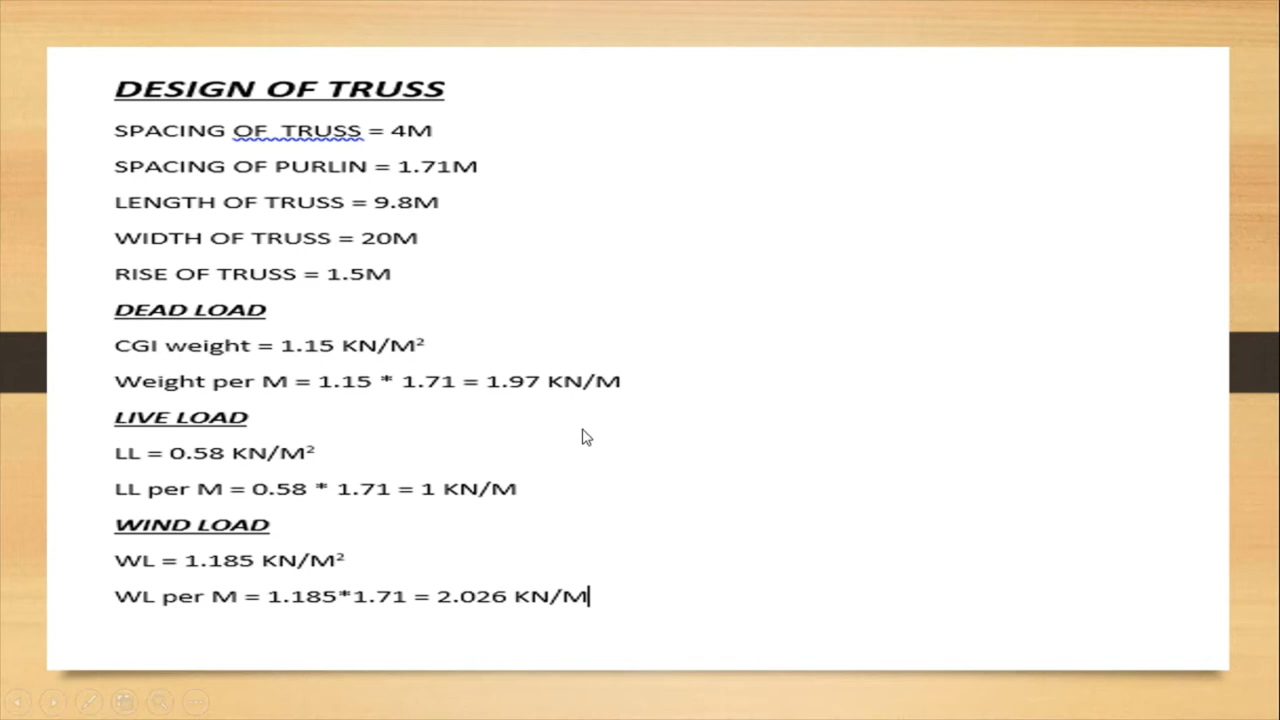 DESIGN OF TRUSS
SPACING OF TRUSS = 4M
SPACING OF PURLIN = 1.71M
LENGTH OF TRUSS = 9.8M
WIDTH OF TRUSS = 20M
RISE OF TRUSS = 1.5M
DEAD LOAD
CGI weight = 1.15 KN/M²
Weight per M = 1.15 * 1.71 = 1.97 KN/M
LIVE LOAD
LL = 0.58 KN/M²
LL per M = 0.58 * 1.71 = 1 KN/M
WIND LOAD
WL = 1.185 KN/M²
WL per M = 1.185*1.71 = 2.026 KN/M